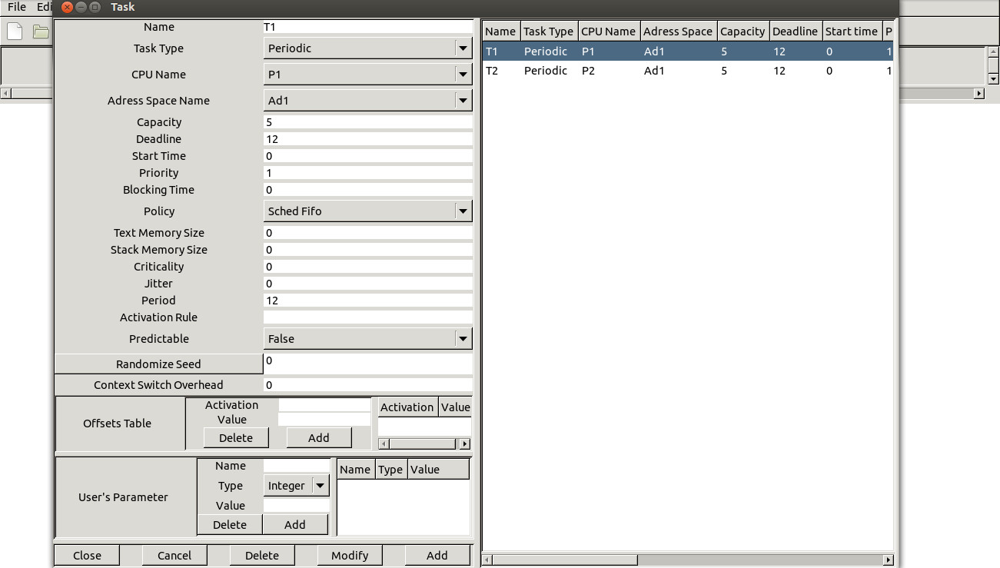 File Edi
Task
Name T1
Task Type Periodic
CPU Name P1
Adress Space Name Ad1
Capacity 5
Deadline 12
Start Time 0
Priority 1
Blocking Time 0
Policy Sched Fifo
Text Memory Size 0
Stack Memory Size 0
Criticality 0
Jitter 0
Period 12
Activation Rule
Predictable False
Randomize Seed 0
Context Switch Overhead 0
Offsets Table
Activation
Value
Delete Add
Activation Value
User's Parameter
Name
Type Integer
Value
Delete Add
Name Type Value
Close Cancel Delete Modify Add
Name Task Type CPU Name Adress Space Capacity Deadline Start time P
T1 Periodic P1 Ad1 5 12 0 1
T2 Periodic P2 Ad1 5 12 0 1